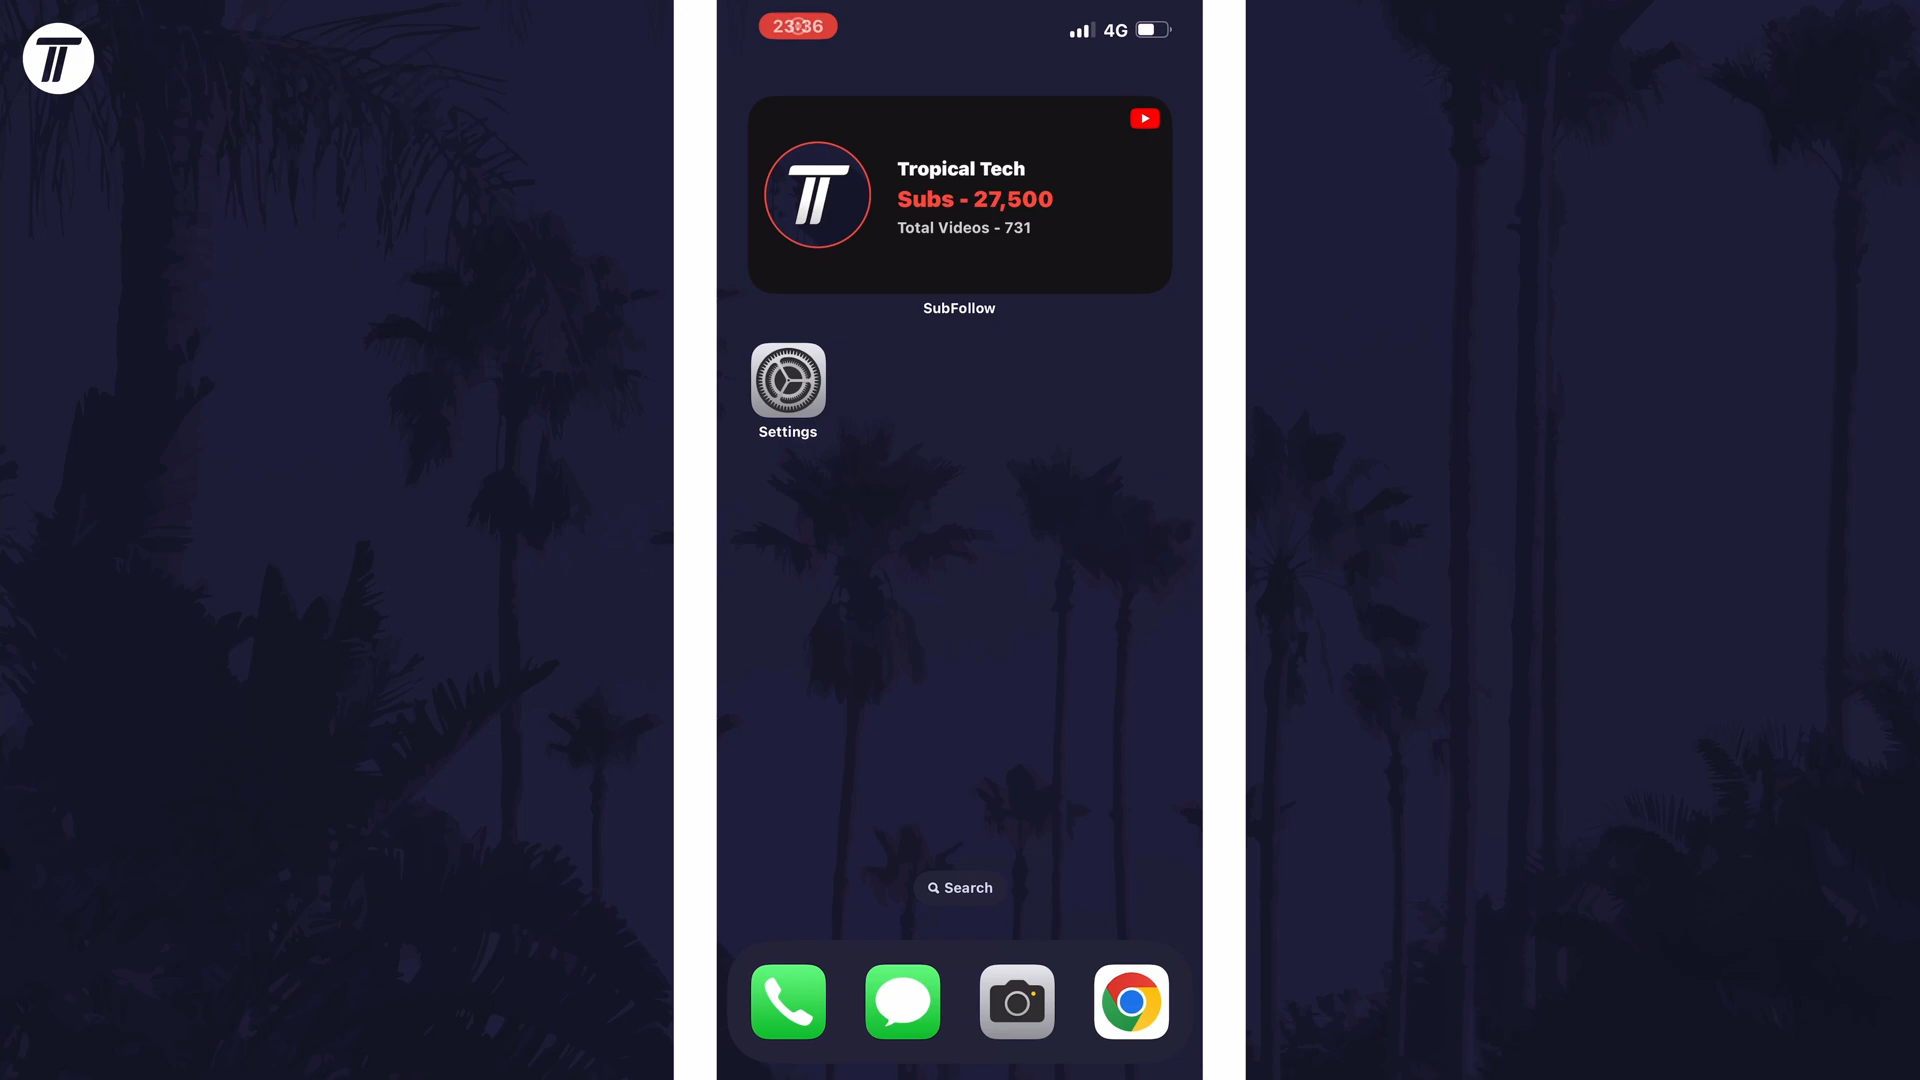 23:36
4G
Tropical Tech
Subs - 27,500
Total Videos - 731
SubFollow
Settings
Search